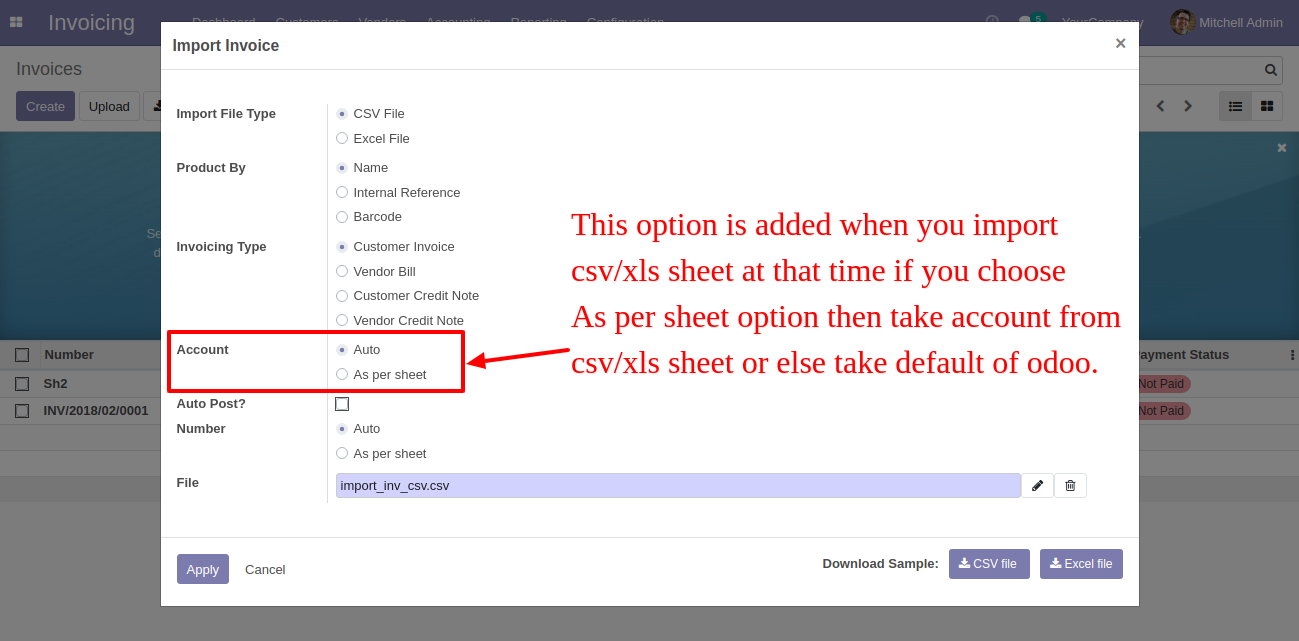 Invoicing
Dashboard Customers Vendors Accounting Reporting Configuration
5 YourCompany Mitchell Admin
Import Invoice
×
Invoices
Create Upload
Import File Type
CSV File
Excel File
Product By
Name
Internal Reference
Barcode
Invoicing Type
Customer Invoice
Vendor Bill
Customer Credit Note
Vendor Credit Note
Account
Auto
As per sheet
Auto Post?
Number
Auto
As per sheet
File
import_inv_csv.csv
This option is added when you import
csv/xls sheet at that time if you choose
As per sheet option then take account from
csv/xls sheet or else take default of odoo.
Number
ayment Status
Sh2
Not Paid
INV/2018/02/0001
Not Paid
Apply Cancel
Download Sample: CSV file Excel file